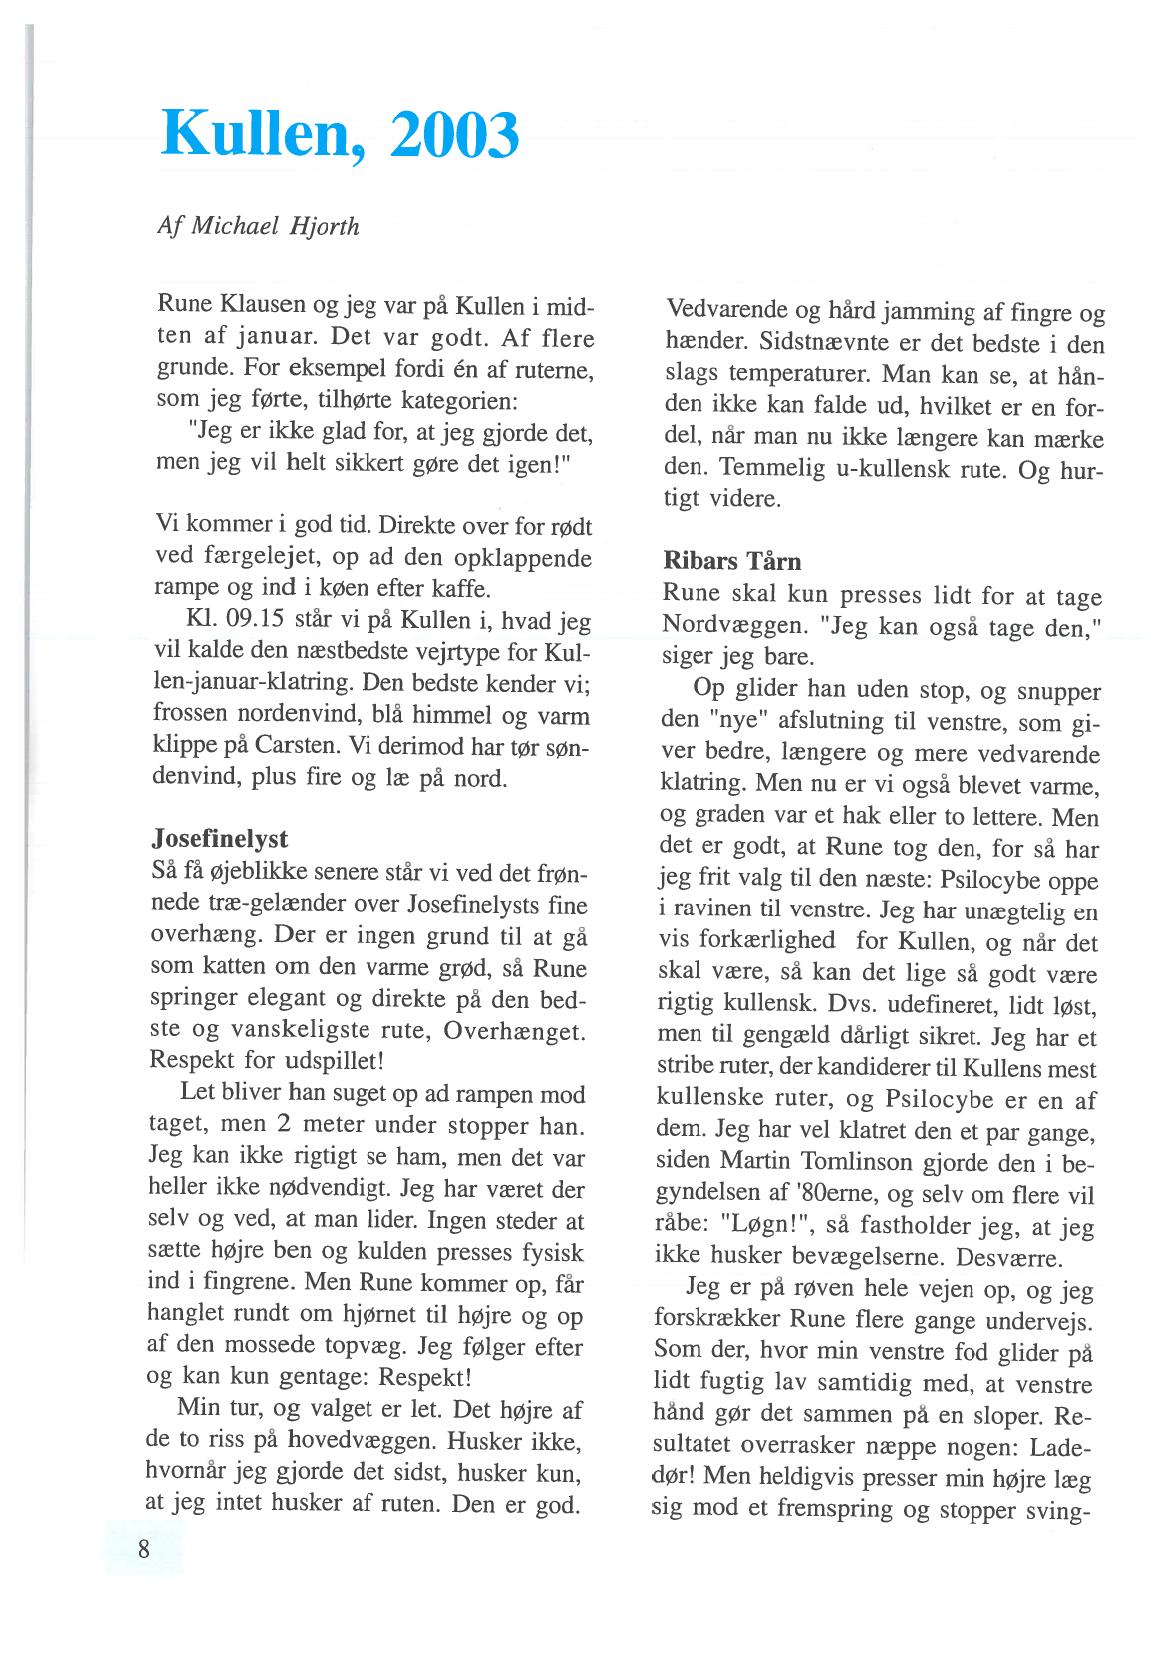 Kullen, 2003
Af Michael Hjorth
Rune Klausen og jeg var på Kullen i mid-
ten af januar. Det var godt. Af flere
grunde. For eksempel fordi én af ruterne,
som jeg førte, tilhørte kategorien:
"Jeg er ikke glad for, at jeg gjorde det,
men jeg vil helt sikkert gøre det igen!"
Vi kommer i god tid. Direkte over for rødt
ved færgelejet, op ad den opklappende
rampe og ind i køen efter kaffe.
Kl. 09.15 står vi på Kullen i, hvad jeg
vil kalde den næstbedste vejrtype for Kul-
len-januar-klatring. Den bedste kender vi;
frossen nordenvind, blå himmel og varm
klippe på Carsten. Vi derimod har tør søn-
denvind, plus fire og læ på nord.
Josefinelyst
Så få øjeblikke senere står vi ved det frøn-
nede træ-gelænder over Josefinelysts fine
overhæng. Der er ingen grund til at gå
som katten om den varme grød, så Rune
springer elegant og direkte på den bed-
ste og vanskeligste rute, Overhænget.
Respekt for udspillet!
Let bliver han suget op ad rampen mod
taget, men 2 meter under stopper han.
Jeg kan ikke rigtigt se ham, men det var
heller ikke nødvendigt. Jeg har været der
selv og ved, at man lider. Ingen steder at
sætte højre ben og kulden presses fysisk
ind i fingrene. Men Rune kommer op, får
hanglet rundt om hjørnet til højre og op
af den mossede topvæg. Jeg følger efter
og kan kun gentage: Respekt!
Min tur, og valget er let. Det højre af
de to riss på hovedvæggen. Husker ikke,
hvornår jeg gjorde det sidst, husker kun,
at jeg intet husker af ruten. Den er god.
Vedvarende og hård jamming af fingre og
hænder. Sidstnævnte er det bedste i den
slags temperaturer. Man kan se, at hån-
den ikke kan falde ud, hvilket er en for-
del, når man nu ikke længere kan mærke
den. Temmelig u-kullensk rute. Og hur-
tigt videre.
Ribars Tårn
Rune skal kun presses lidt for at tage
Nordvæggen. "Jeg kan også tage den,"
siger jeg bare.
Op glider han uden stop, og snupper
den "nye" afslutning til venstre, som gi-
ver bedre, længere og mere vedvarende
klatring. Men nu er vi også blevet varme,
og graden var et hak eller to lettere. Men
det er godt, at Rune tog den, for så har
jeg frit valg til den næste: Psilocybe oppe
i ravinen til venstre. Jeg har unægtelig en
vis forkærlighed for Kullen, og når det
skal være, så kan det lige så godt være
rigtig kullensk. Dvs. udefineret, lidt løst,
men til gengæld dårligt sikret. Jeg har et
stribe ruter, der kandiderer til Kullens mest
kullenske ruter, og Psilocybe er en af
dem. Jeg har vel klatret den et par gange,
siden Martin Tomlinson gjorde den i be-
gyndelsen af '80erne, og selv om flere vil
råbe: "Løgn!", så fastholder jeg, at jeg
ikke husker bevægelserne. Desværre.
Jeg er på røven hele vejen op, og jeg
forskrækker Rune flere gange undervejs.
Som der, hvor min venstre fod glider på
lidt fugtig lav samtidig med, at venstre
hånd gør det sammen på en sloper. Re-
sultatet overrasker næppe nogen: Lade-
dør! Men heldigvis presser min højre læg
sig mod et fremspring og stopper sving-
8